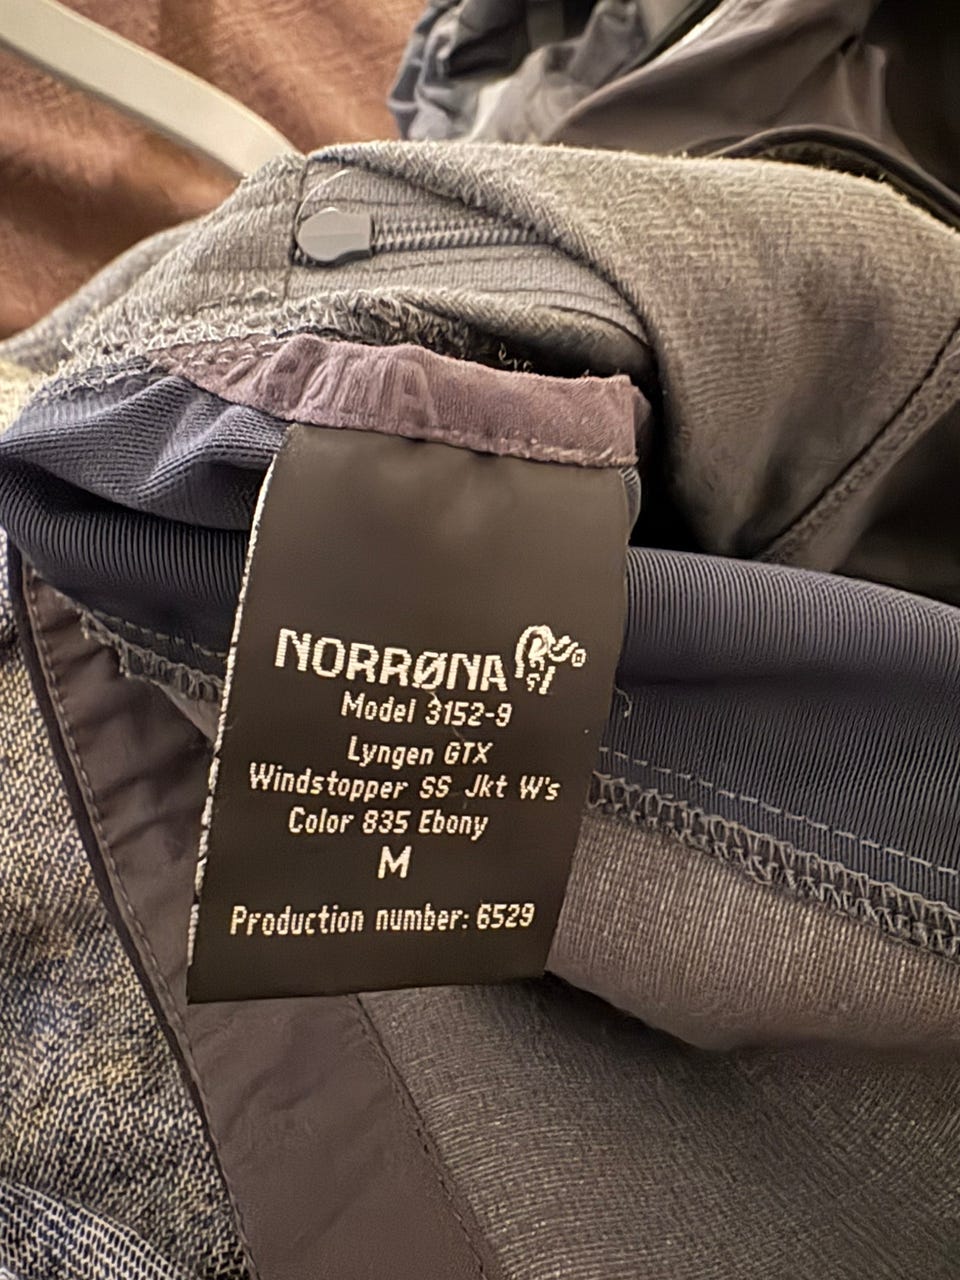 NORRØNA
Model 3152-9
Lyngen GTX
Windstopper SS Jkt W's
Color 835 Ebony
M
Production number: 6529